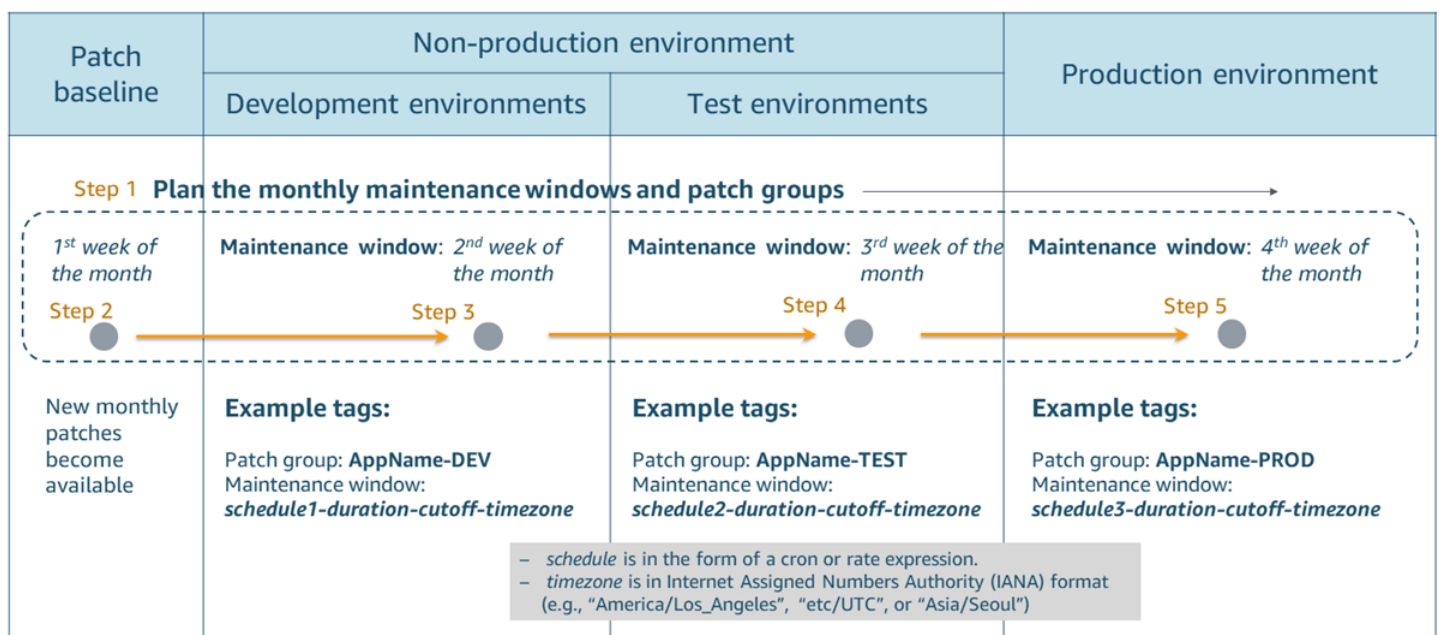 Patch
baseline
Non-production environment
Development environments
Test environments
Production environment
Step 1 Plan the monthly maintenance windows and patch groups
1st week of
the month
Step 2
Maintenance window: 2nd week of
the month
Step 3
Maintenance window: 3rd week of the
month
Step 4
Maintenance window: 4th week of
the month
Step 5
New monthly
patches
become
available
Example tags:
Patch group: AppName-DEV
Maintenance window:
schedule1-duration-cutoff-timezone
Example tags:
Patch group: AppName-TEST
Maintenance window:
schedule2-duration-cutoff-timezone
Example tags:
Patch group: AppName-PROD
Maintenance window:
schedule3-duration-cutoff-timezone
– schedule is in the form of a cron or rate expression.
– timezone is in Internet Assigned Numbers Authority (IANA) format
(e.g., “America/Los_Angeles”, “etc/UTC”, or “Asia/Seoul”)